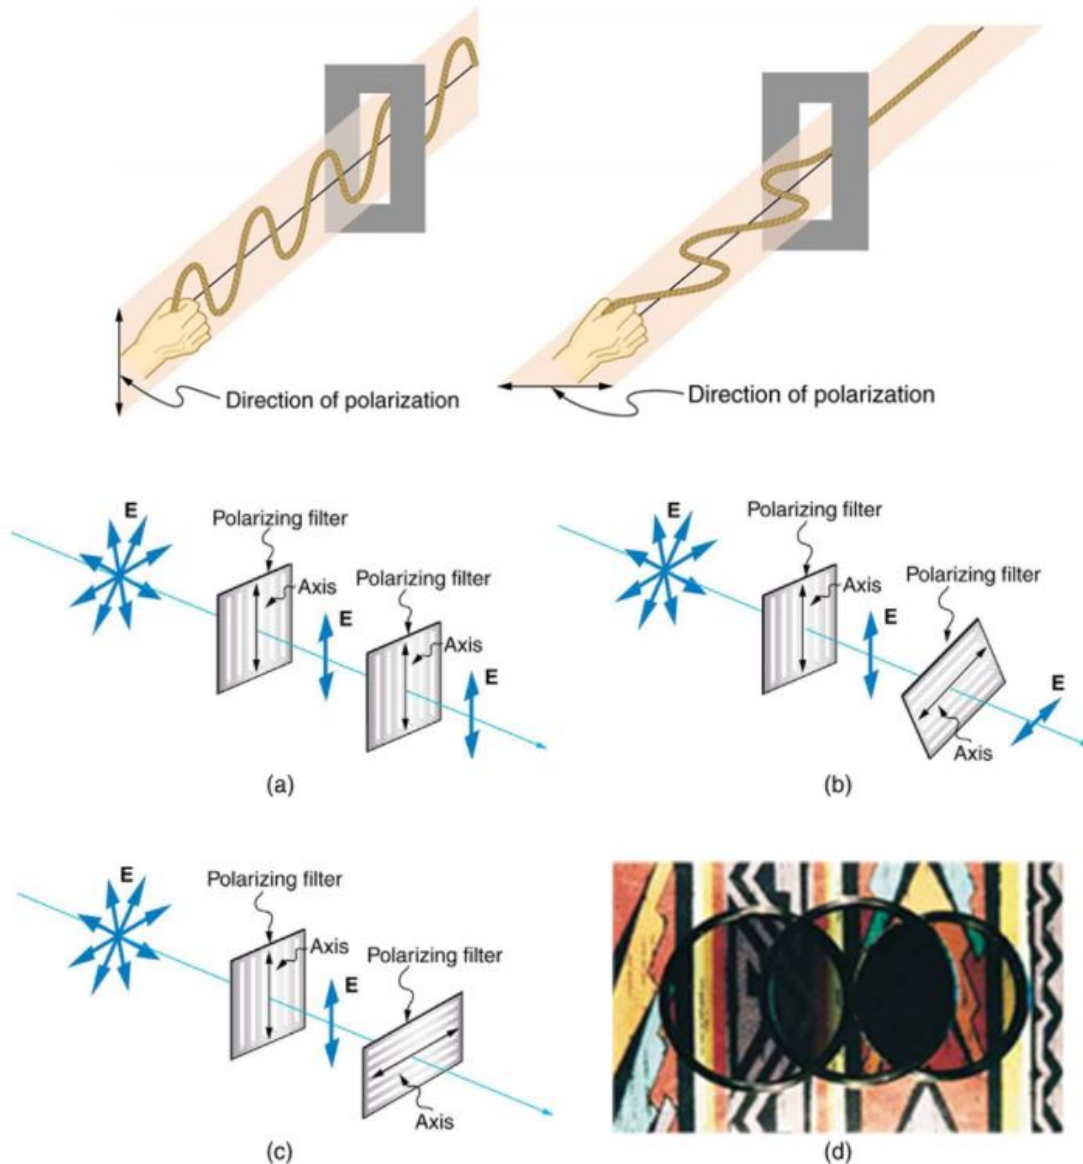 Direction of polarization
Direction of polarization
E
Polarizing filter
Axis
E
Polarizing filter
Axis
E
(a)
E
Polarizing filter
Axis
E
Polarizing filter
Axis
E
(b)
E
Polarizing filter
Axis
E
Polarizing filter
Axis
(c)
(d)